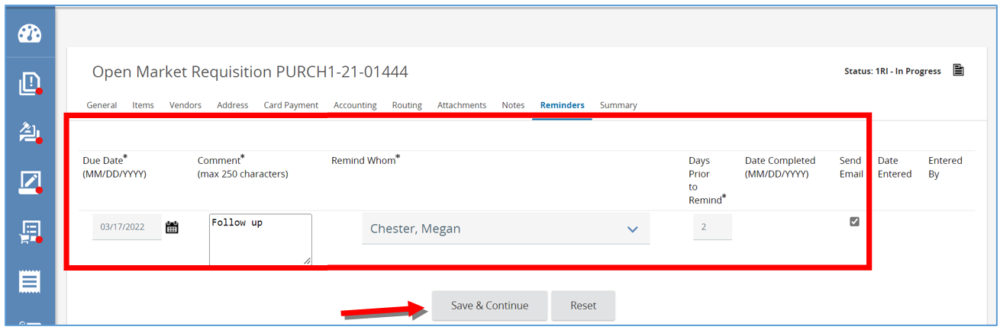 Open Market Requisition PURCH1-21-01444
Status: 1RI - In Progress
General Items Vendors Address Card Payment Accounting Routing Attachments Notes Reminders Summary
Due Date*
(MM/DD/YYYY)
Comment*
(max 250 characters)
Remind Whom*
Days
Prior
to
Remind*
Date Completed
(MM/DD/YYYY)
Send
Email
Date
Entered
Entered
By
03/17/2022
Follow up
Chester, Megan
2
Save & Continue
Reset